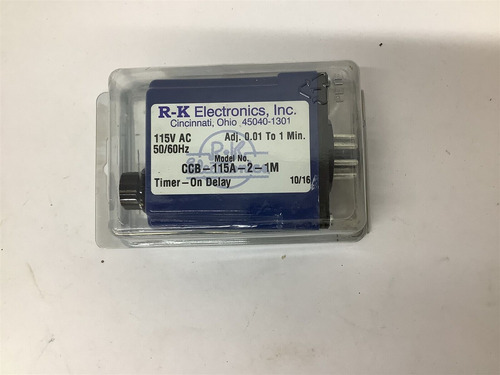 R-K Electronics, Inc.
Cincinnati, Ohio 45040-1301
115V AC Adj. 0.01 To 1 Min.
50/60Hz
R-K
Model No.
CCB-115A-2-1M
Timer-On Delay 10/16